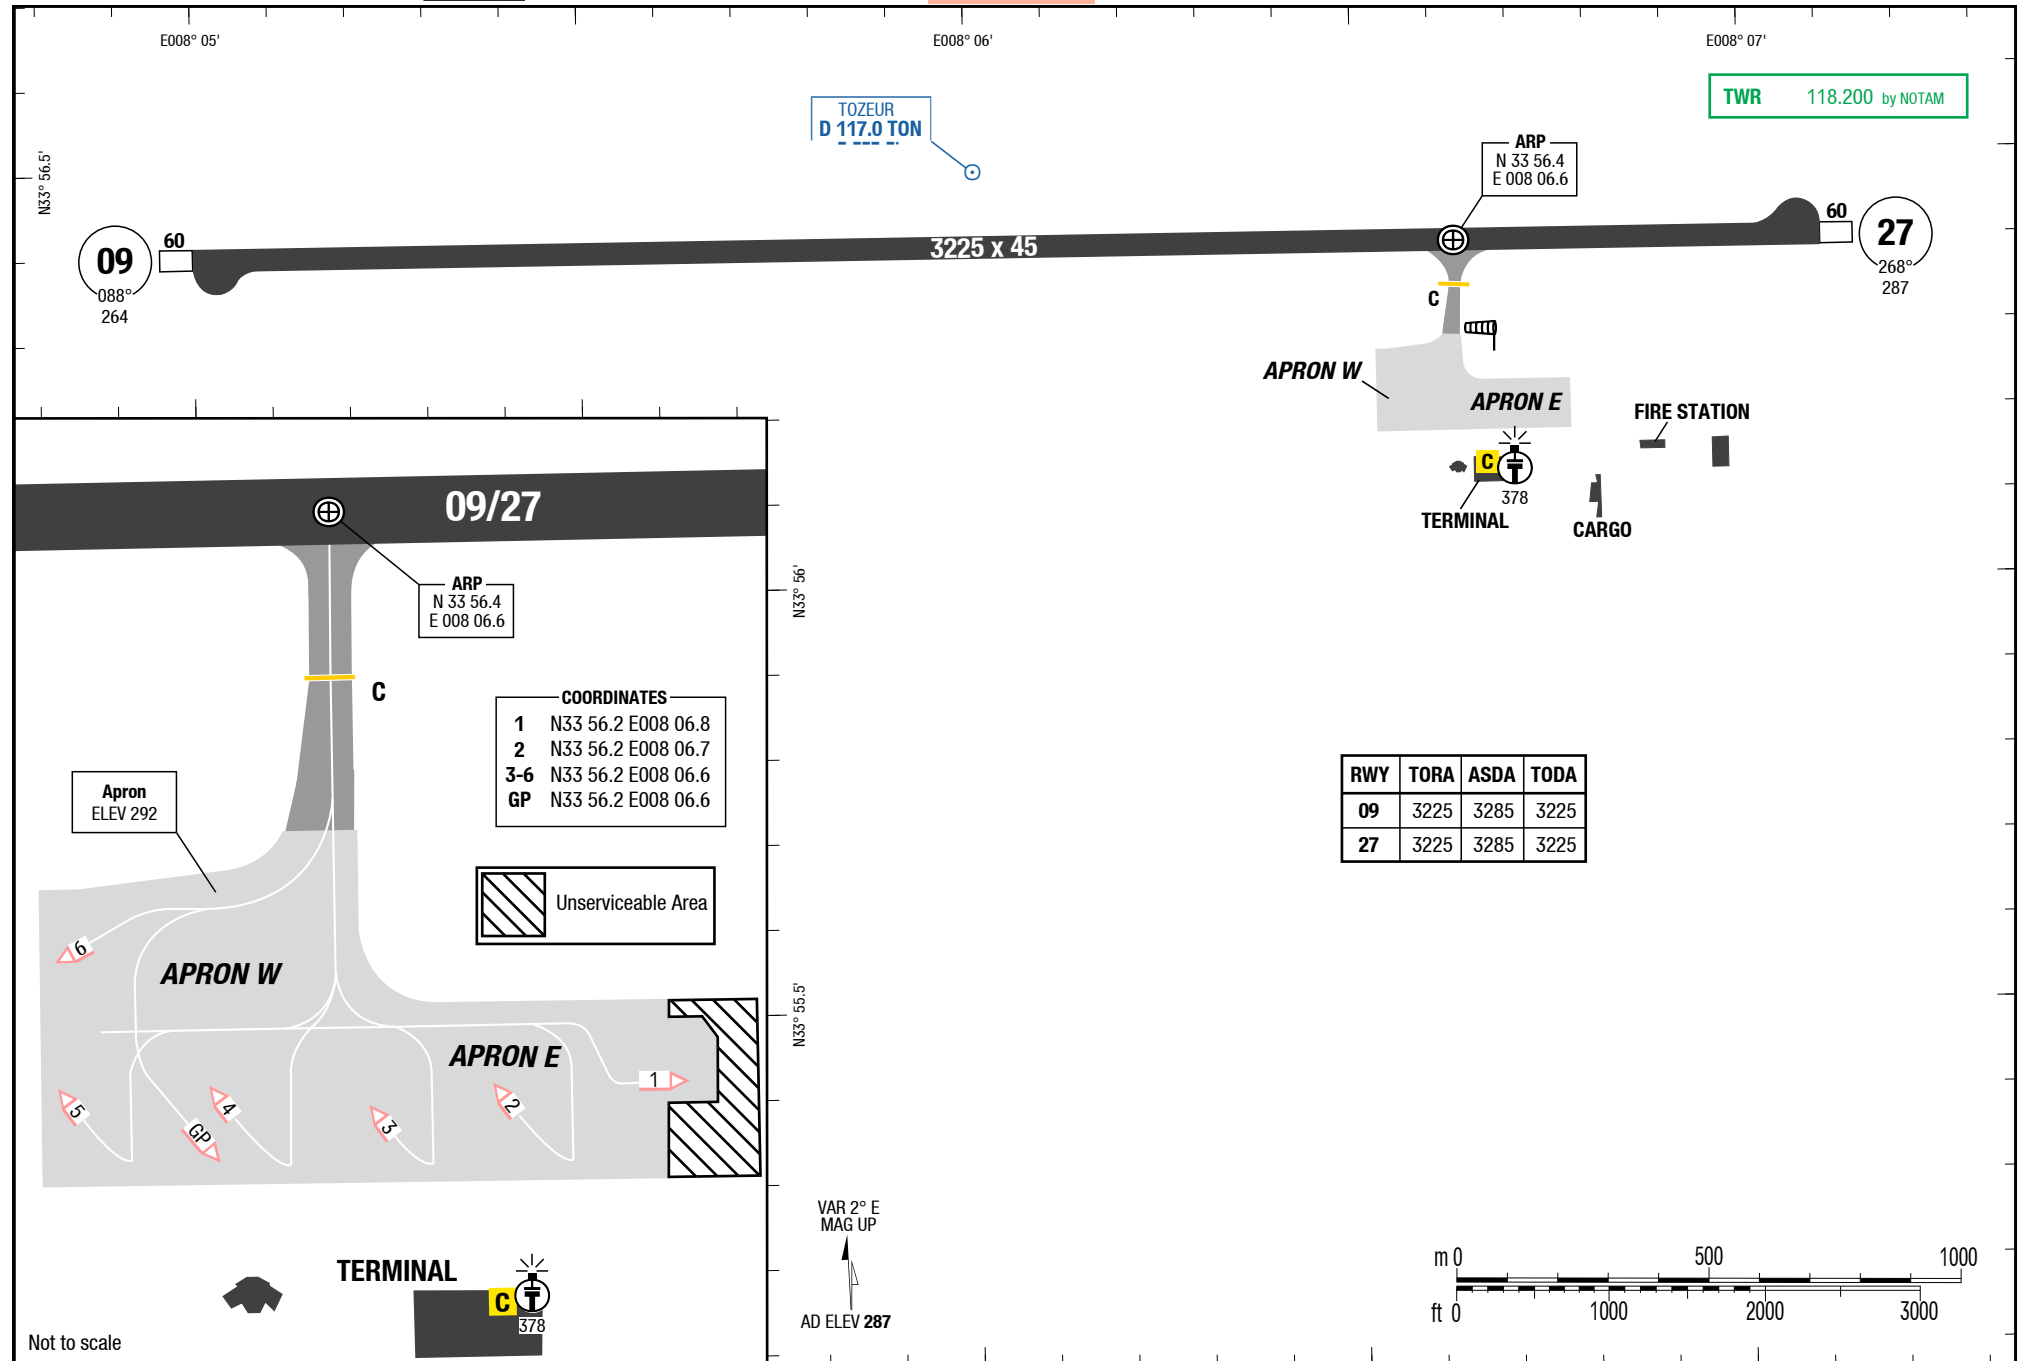 E008° 05'
E008° 06'
E008° 07'
TWR 118.200 by NOTAM
TOZEUR
D 117.0 TON
ARP
N 33 56.4
E 008 06.6
N33° 56.5'
09
088°
264
60
3225 x 45
60
27
268°
287
C
APRON W
APRON E
FIRE STATION
C
378
TERMINAL
CARGO
09/27
ARP
N 33 56.4
E 008 06.6
N33° 56'
C
COORDINATES
1 N33 56.2 E008 06.8
2 N33 56.2 E008 06.7
3-6 N33 56.2 E008 06.6
GP N33 56.2 E008 06.6
Apron
ELEV 292
Unserviceable Area
RWY TORA ASDA TODA
09 3225 3285 3225
27 3225 3285 3225
6
APRON W
N33° 55.5'
APRON E
1
5
4
GP
3
2
VAR 2° E
MAG UP
AD ELEV 287
TERMINAL
C
378
Not to scale
m 0 500 1000
ft 0 1000 2000 3000